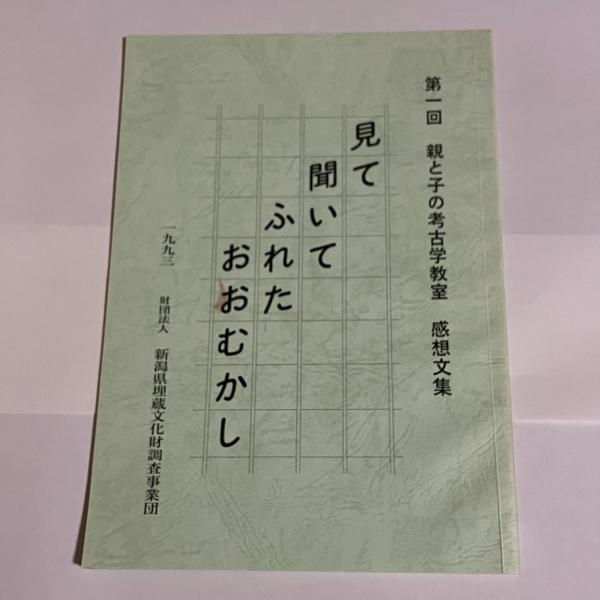 第一回 親と子の考古学教室 感想文集
見て
聞いて
ふれた
おおむかし
一九九三 財団法人 新潟県埋蔵文化財調査事業団